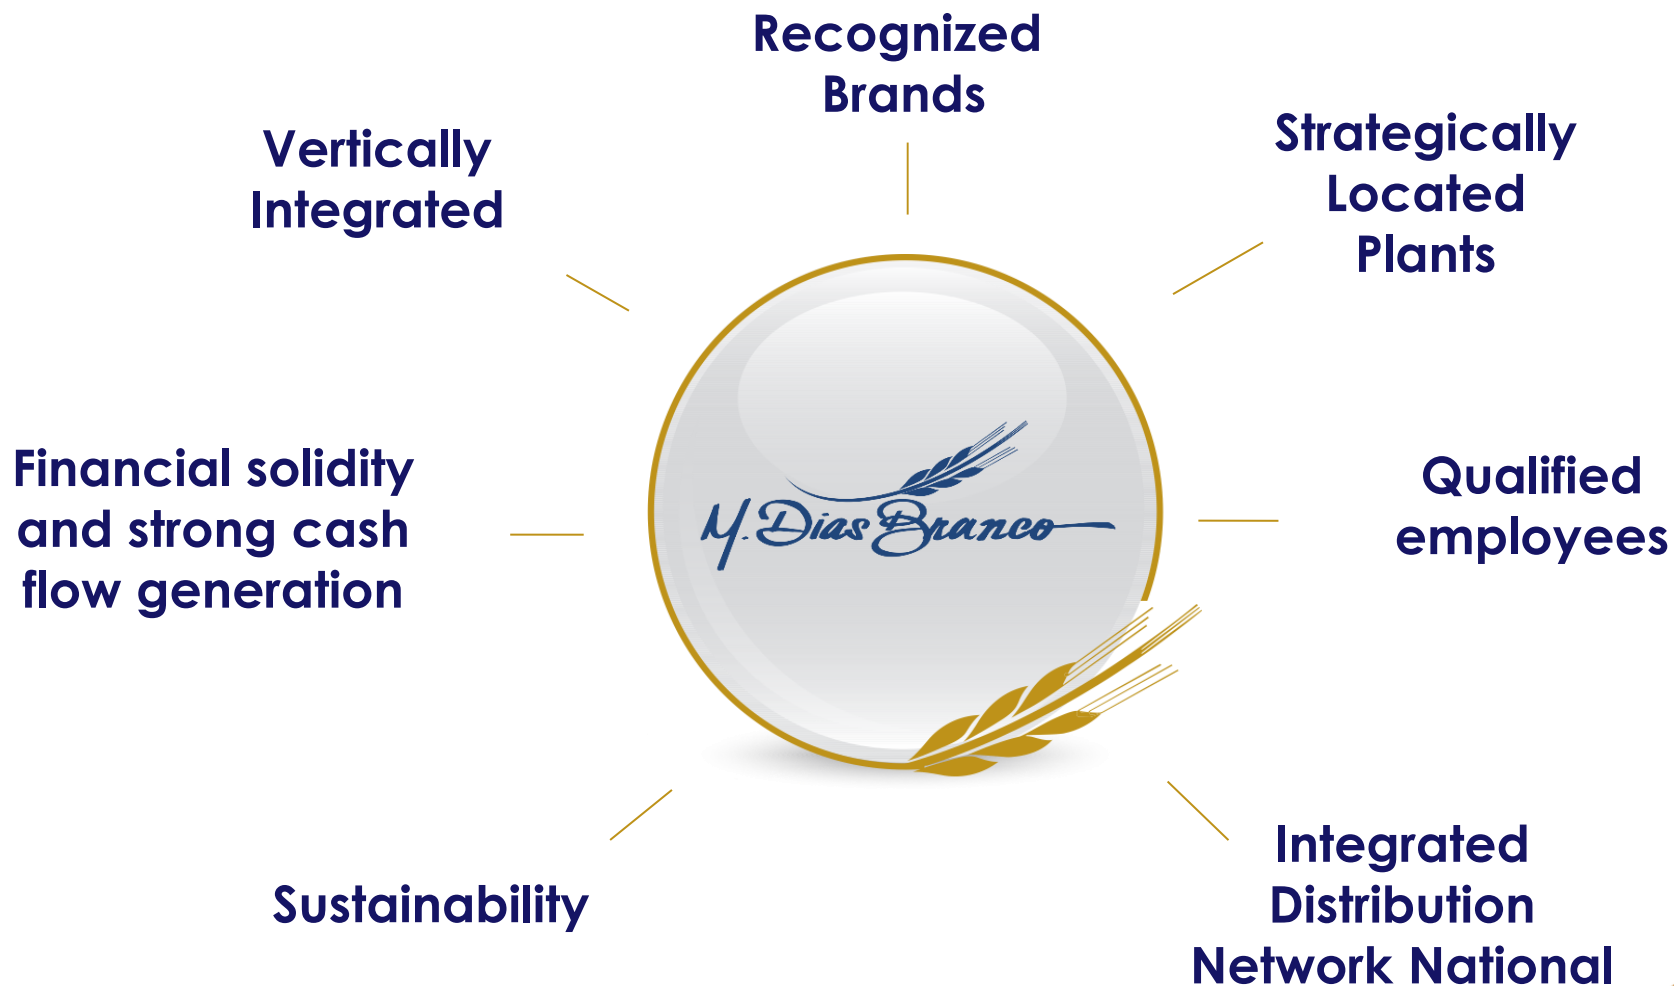 Recognized
Brands
Vertically
Integrated
Strategically
Located
Plants
Financial solidity
and strong cash
flow generation
M. Dias Branco
Qualified
employees
Sustainability
Integrated
Distribution
Network National